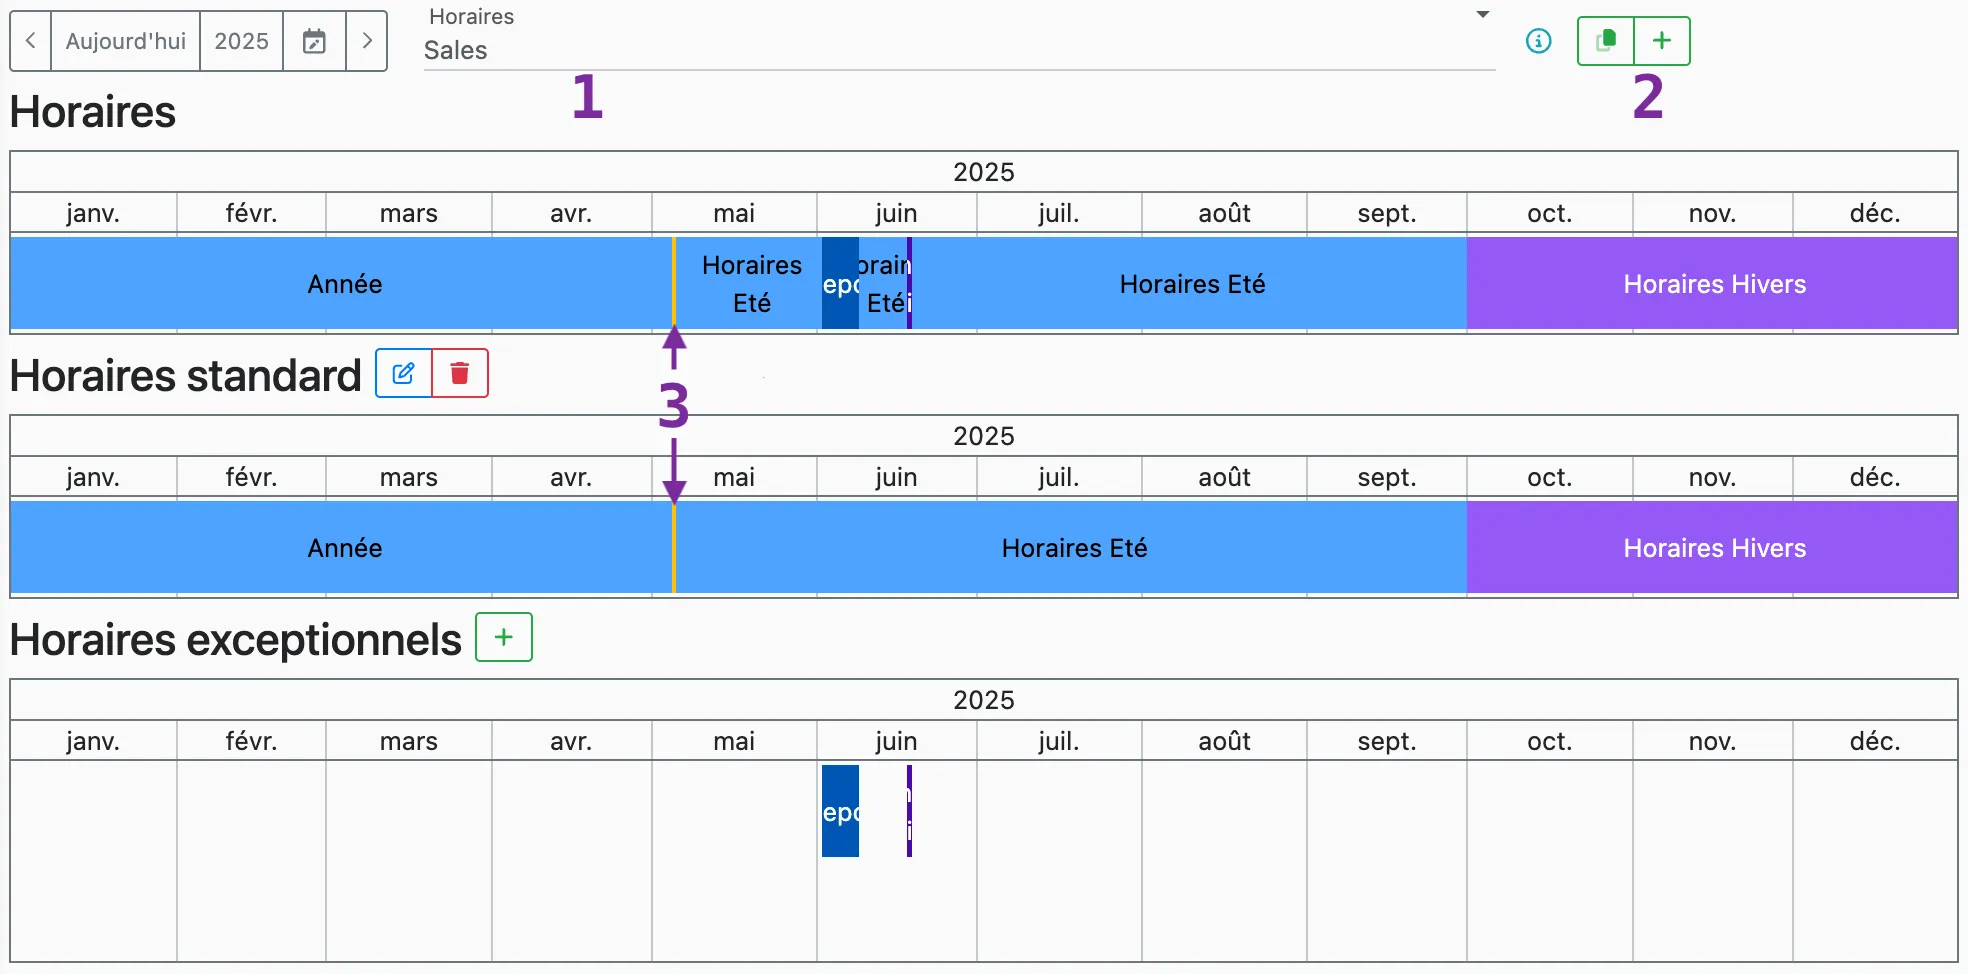 Aujourd'hui 2025
Horaires
Sales
1
2
Horaires
2025
janv. févr. mars avr. mai juin juil. août sept. oct. nov. déc.
Année
Horaires
Eté
Eté
Horaires Eté
Horaires Hivers
Horaires standard
3
2025
janv. févr. mars avr. mai juin juil. août sept. oct. nov. déc.
Année
Horaires Eté
Horaires Hivers
Horaires exceptionnels
2025
janv. févr. mars avr. mai juin juil. août sept. oct. nov. déc.